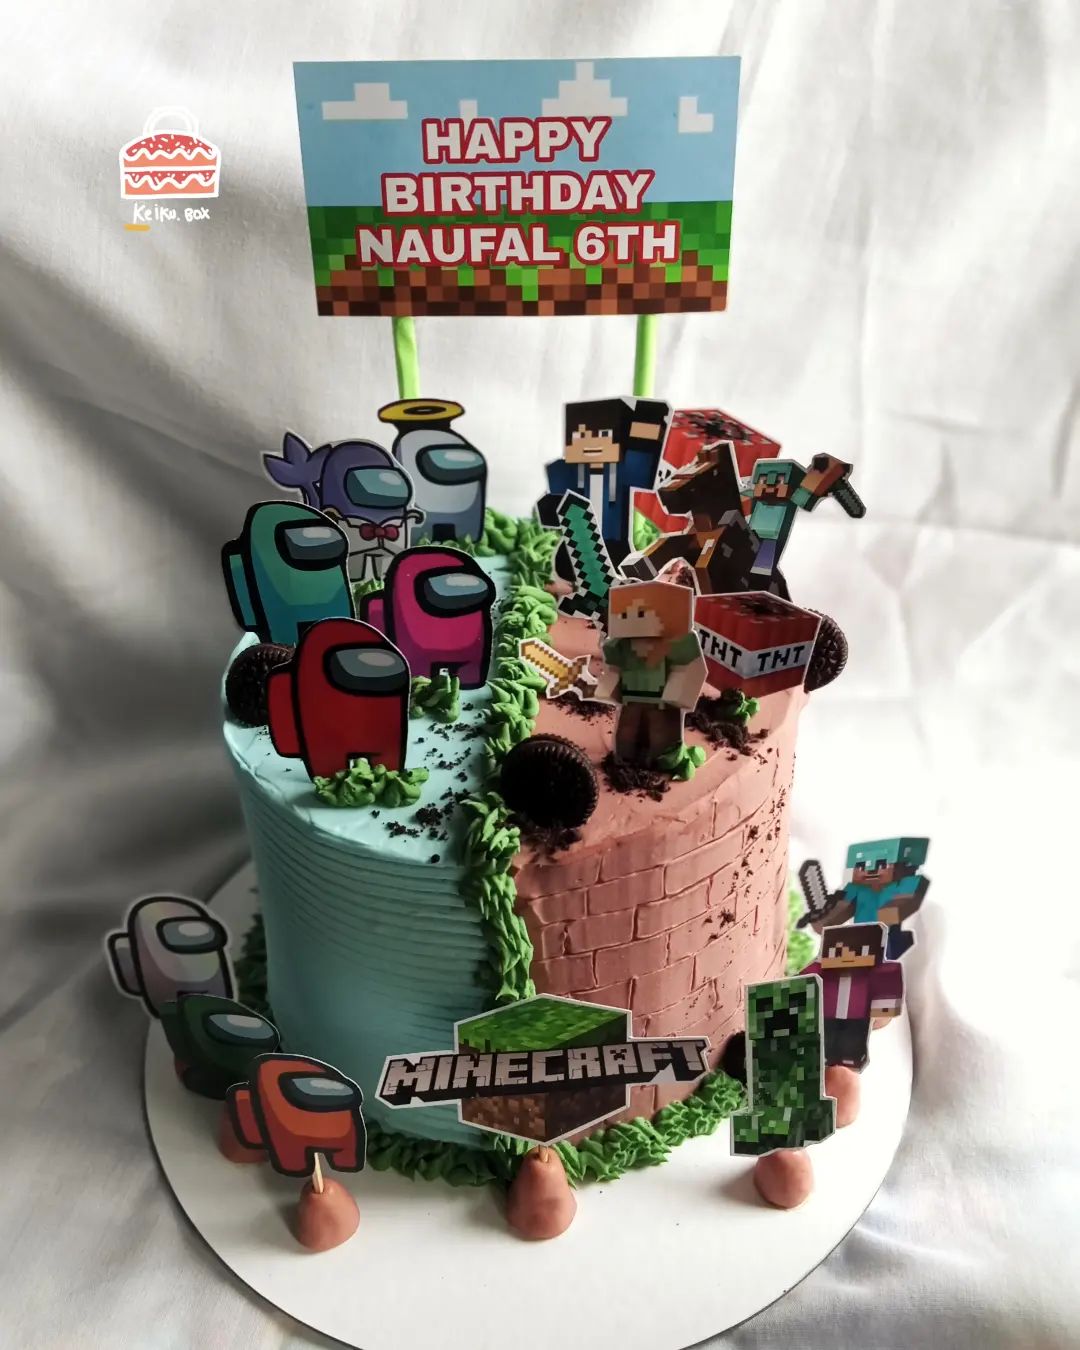 HAPPY
BIRTHDAY
NAUFAL 6TH
Keiku.Box
TNT TNT
MINECRAFT